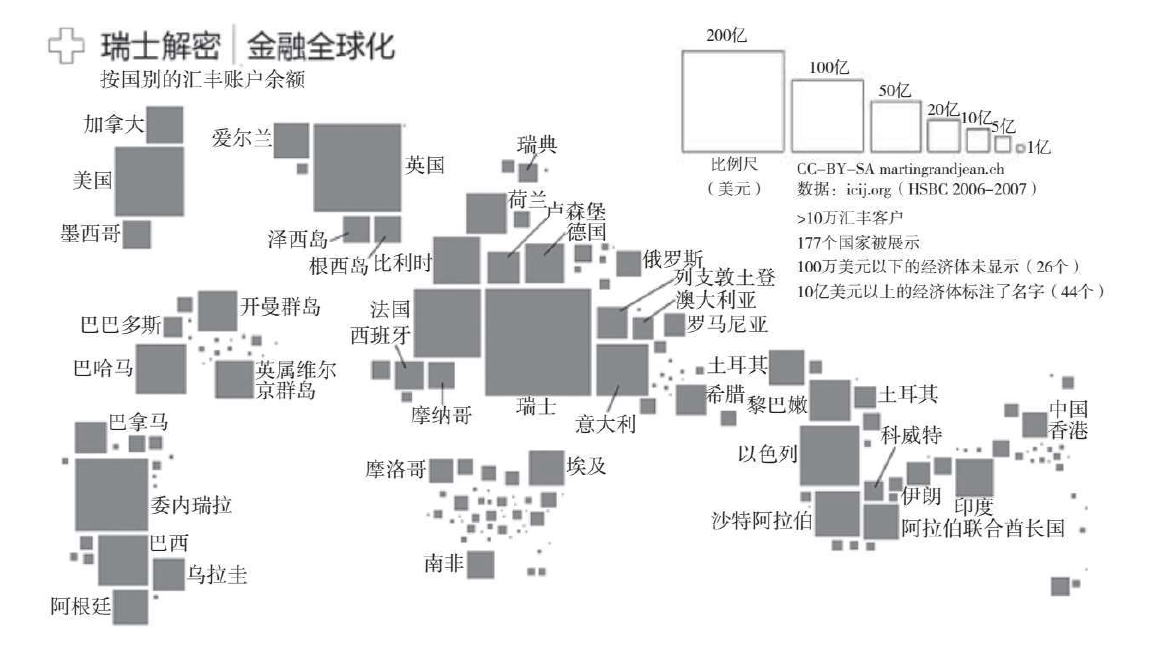 瑞士解密 金融全球化
按国别的汇丰账户余额
200亿
100亿
50亿
20亿
10亿
5亿
1亿
比例尺
（美元）
CC-BY-SA martingrandjean.ch
数据：icij.org（HSBC 2006-2007）
>10万汇丰客户
177个国家被展示
100万美元以下的经济体未显示（26个）
10亿美元以上的经济体标注了名字（44个）
加拿大
美国
墨西哥
爱尔兰
英国
泽西岛
根西岛
瑞典
荷兰
卢森堡
德国
比利时
俄罗斯
列支敦士登
澳大利亚
罗马尼亚
法国
西班牙
摩纳哥
瑞士
意大利
希腊
开曼群岛
巴巴多斯
巴哈马
英属维尔
京群岛
巴拿马
委内瑞拉
巴西
乌拉圭
阿根廷
摩洛哥
埃及
南非
土耳其
黎巴嫩
土耳其
以色列
科威特
沙特阿拉伯
伊朗
阿拉伯联合酋长国
印度
中国
香港